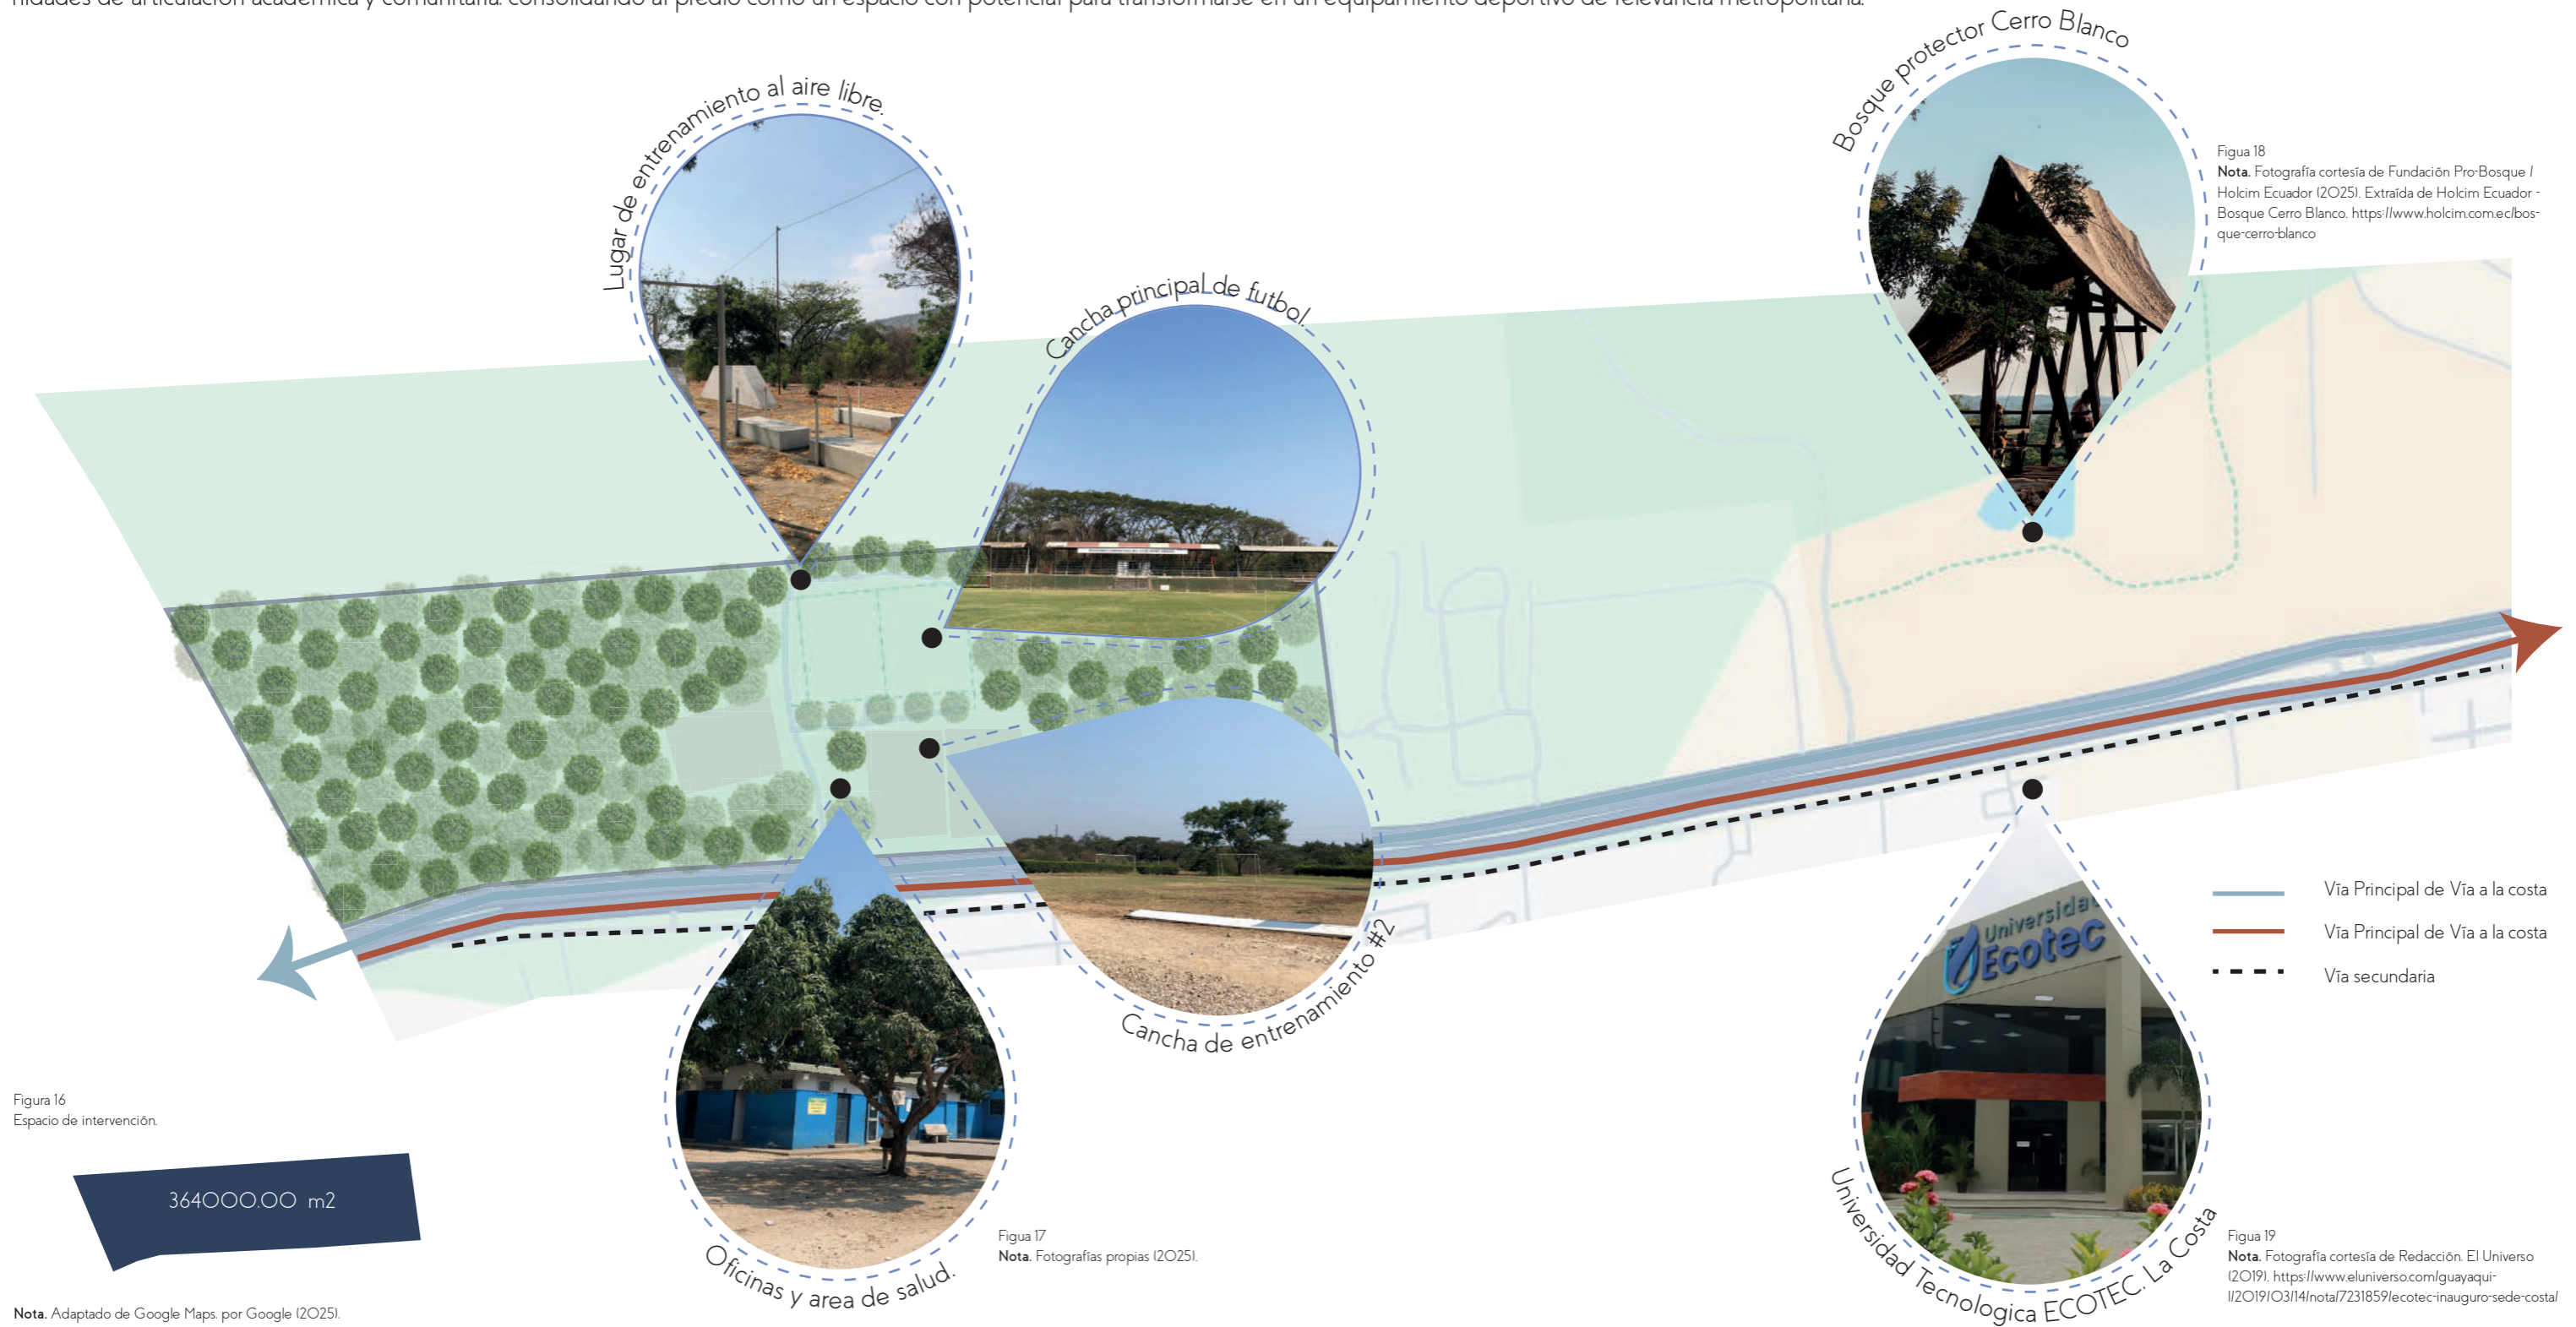 nidades de articulación académica y comunitaria. consolidando al predio como un espacio con potencial para transformarse en un equipamiento deportivo de relevancia metropolitana.
Lugar de entrenamiento al aire libre.
Cancha principal de futbol.
Bosque protector Cerro Blanco
Figua 18
Nota. Fotografía cortesía de Fundación Pro-Bosque /
Holcim Ecuador (2025). Extraída de Holcim Ecuador -
Bosque Cerro Blanco. https://www.holcim.com.ec/bos-
que-cerro-blanco
Vía Principal de Vía a la costa
Vía Principal de Vía a la costa
Vía secundaria
Universidad
Ecotec
Cancha de entrenamiento #2
Oficinas y area de salud.
Universidad Tecnologica ECOTEC. La Costa
Figura 16
Espacio de intervención.
364000.00 m2
Nota. Adaptado de Google Maps. por Google (2025).
Figua 17
Nota. Fotografías propias (2025).
Figua 19
Nota. Fotografía cortesía de Redacción. El Universo
(2019). https://www.eluniverso.com/guayaqui-
l/2019/03/14/nota/7231859/ecotec-inauguro-sede-costa/